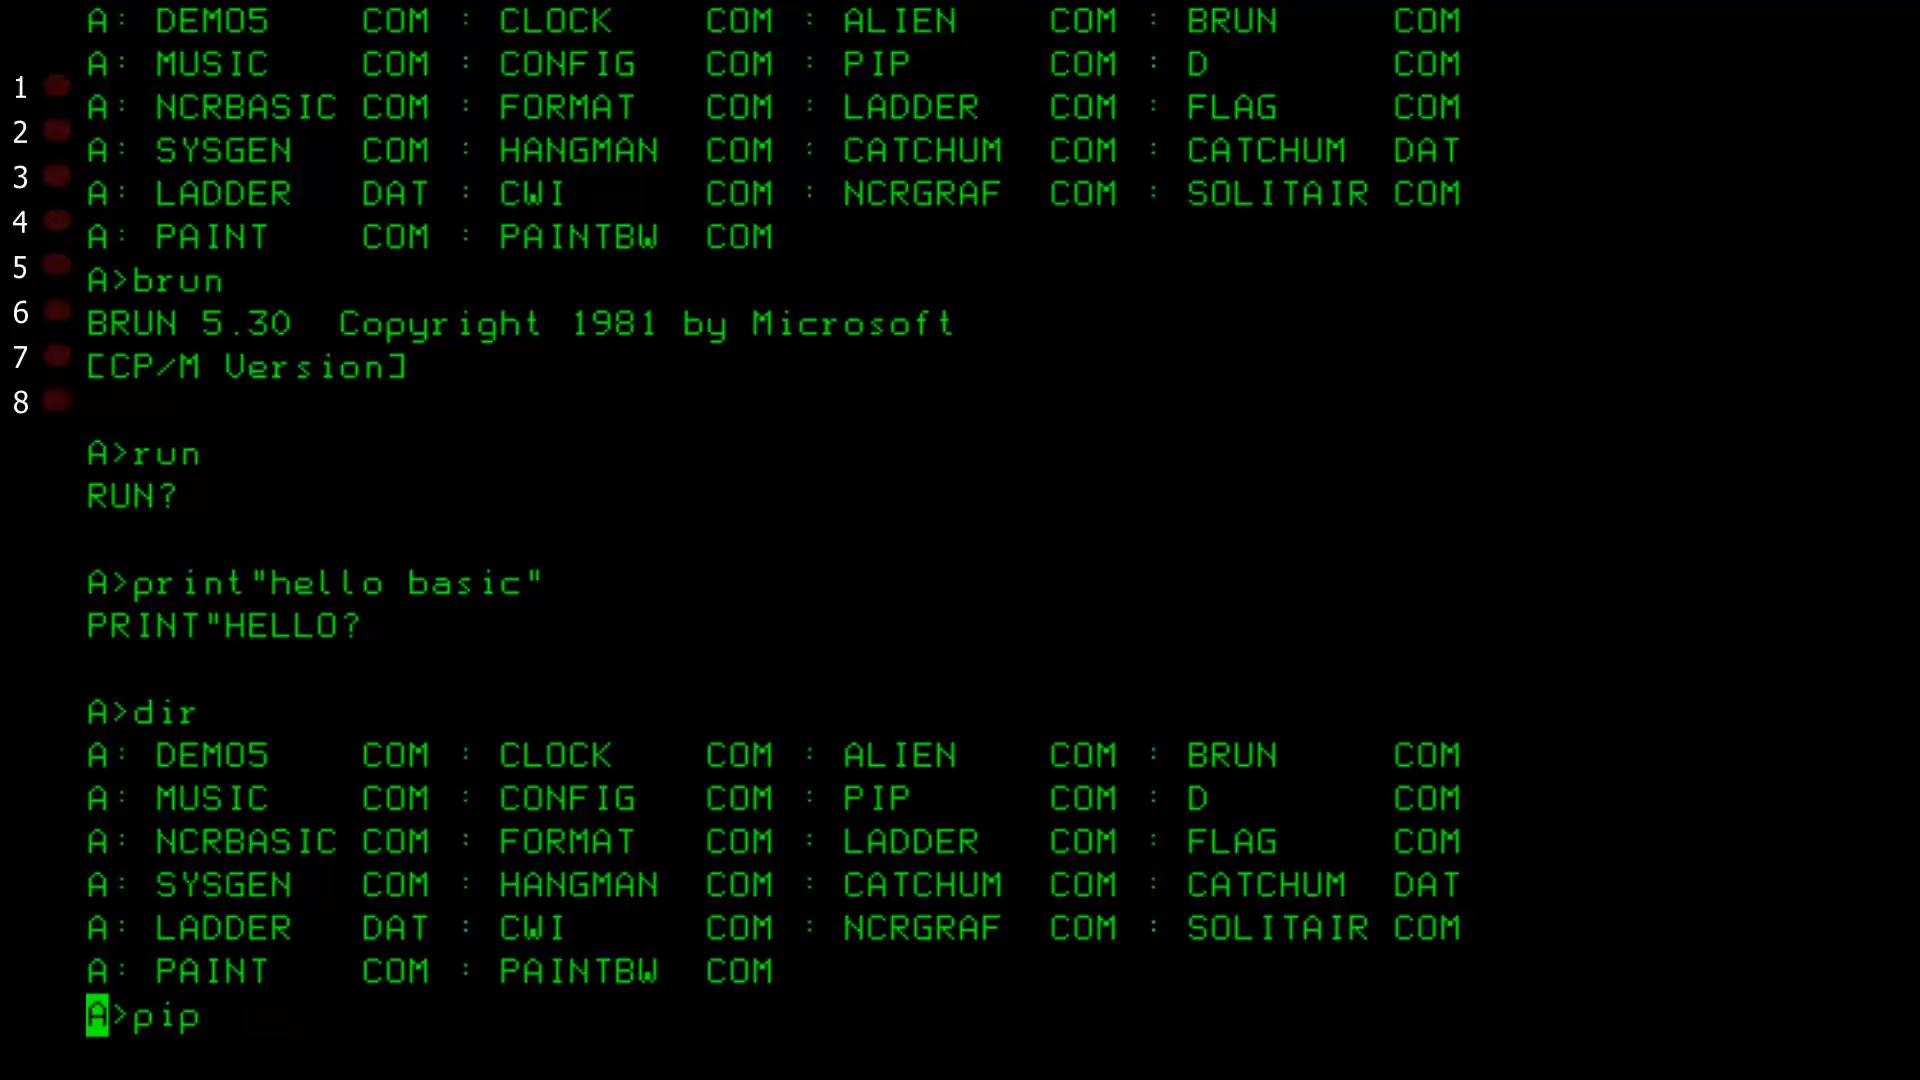 A: DEMO5    COM : CLOCK    COM : ALIEN    COM : BRUN     COM
A: MUSIC    COM : CONFIG   COM : PIP      COM : D        COM
A: NCRBASIC COM : FORMAT   COM : LADDER   COM : FLAG     COM
A: SYSGEN   COM : HANGMAN  COM : CATCHUM  COM : CATCHUM  DAT
A: LADDER   DAT : CWI      COM : NCRGRAF  COM : SOLITAIR COM
A: PAINT    COM : PAINTBW  COM
A>brun
BRUN 5.30  Copyright 1981 by Microsoft
[CP/M Version]
A>run
RUN?
A>print"hello basic"
PRINT"HELLO?
A>dir
A: DEMO5    COM : CLOCK    COM : ALIEN    COM : BRUN     COM
A: MUSIC    COM : CONFIG   COM : PIP      COM : D        COM
A: NCRBASIC COM : FORMAT   COM : LADDER   COM : FLAG     COM
A: SYSGEN   COM : HANGMAN  COM : CATCHUM  COM : CATCHUM  DAT
A: LADDER   DAT : CWI      COM : NCRGRAF  COM : SOLITAIR COM
A: PAINT    COM : PAINTBW  COM
A>pip
1
2
3
4
5
6
7
8